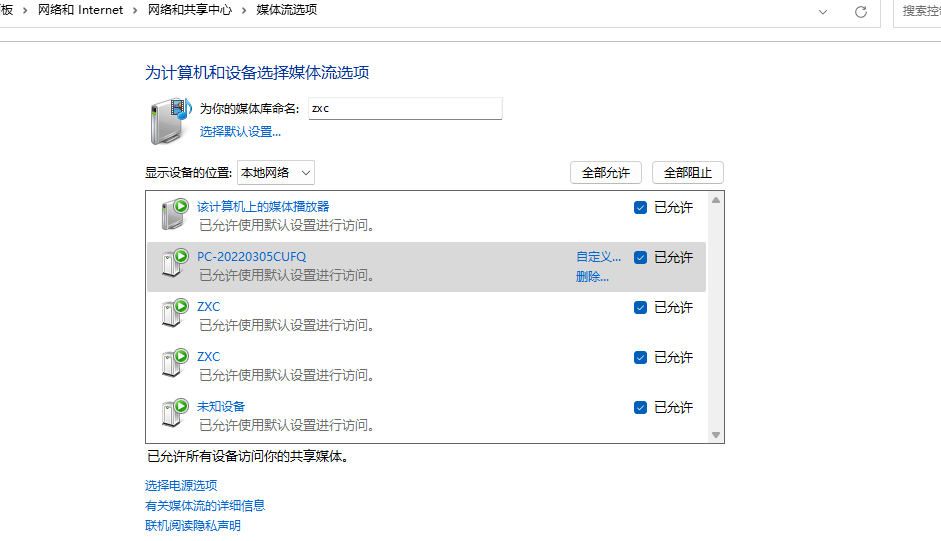 板 › 网络和 Internet › 网络和共享中心 › 媒体流选项
搜索控
为计算机和设备选择媒体流选项
为你的媒体库命名: zxc
选择默认设置...
显示设备的位置: 本地网络 全部允许 全部阻止
该计算机上的媒体播放器 已允许
已允许使用默认设置进行访问。
PC-20220305CUFQ 自定义... 已允许
已允许使用默认设置进行访问。 删除...
ZXC 已允许
已允许使用默认设置进行访问。
ZXC 已允许
已允许使用默认设置进行访问。
未知设备 已允许
已允许使用默认设置进行访问。
已允许所有设备访问你的共享媒体。
选择电源选项
有关媒体流的详细信息
联机阅读隐私声明